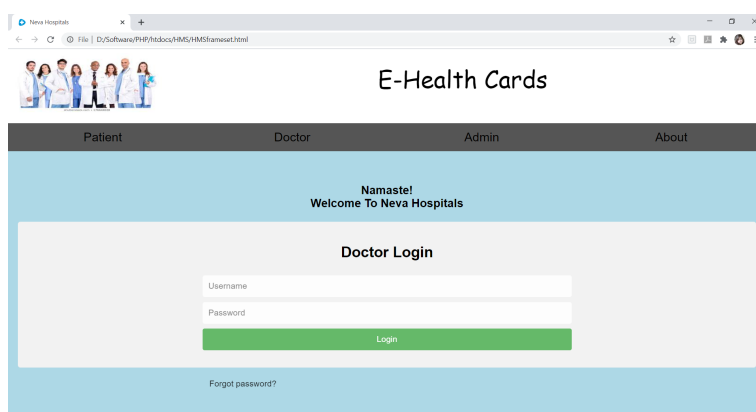 Neva Hospitals
File | D:/Software/PHP/htdocs/HMS/HMSframeset.html
E-Health Cards
Patient Doctor Admin About
Namaste!
Welcome To Neva Hospitals
Doctor Login
Username
Password
Login
Forgot password?